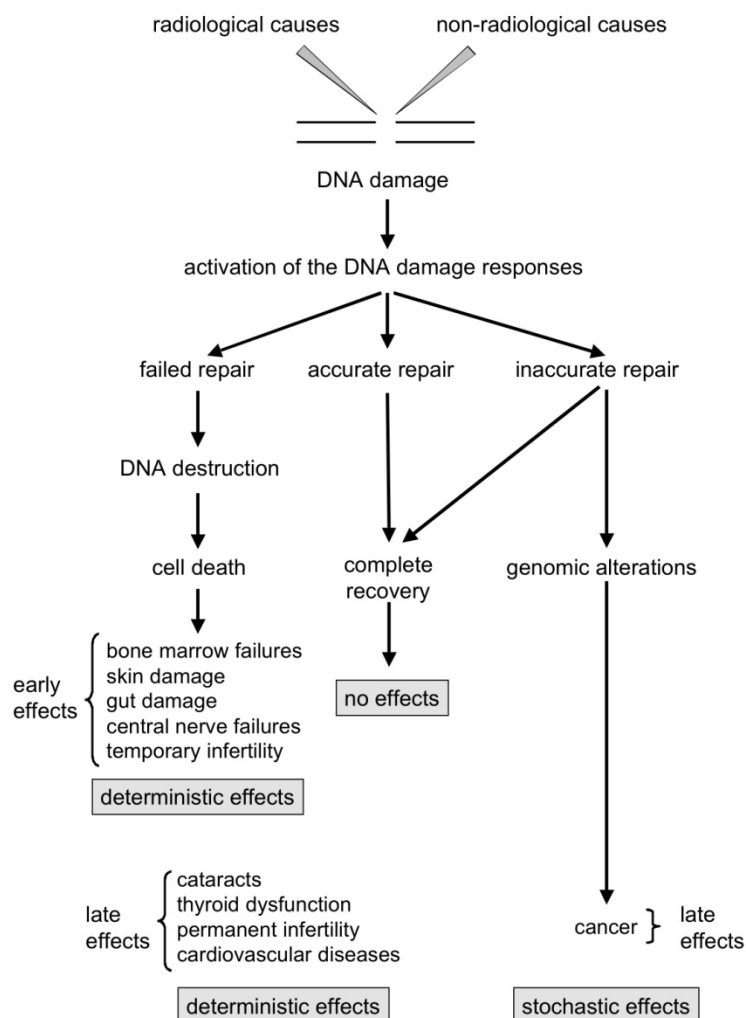 radiological causes
non-radiological causes
DNA damage
activation of the DNA damage responses
failed repair
accurate repair
inaccurate repair
DNA destruction
cell death
complete
recovery
genomic alterations
early
effects
bone marrow failures
skin damage
gut damage
central nerve failures
temporary infertility
no effects
deterministic effects
late
effects
cataracts
thyroid dysfunction
permanent infertility
cardiovascular diseases
cancer
late
effects
deterministic effects
stochastic effects